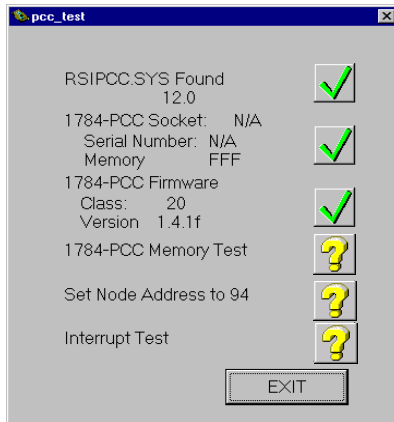 pcc_test
RSIPCC.SYS Found
12.0
1784-PCC Socket: N/A
Serial Number: N/A
Memory FFF
1784-PCC Firmware
Class: 20
Version 1.4.1f
1784-PCC Memory Test
Set Node Address to 94
Interrupt Test
EXIT